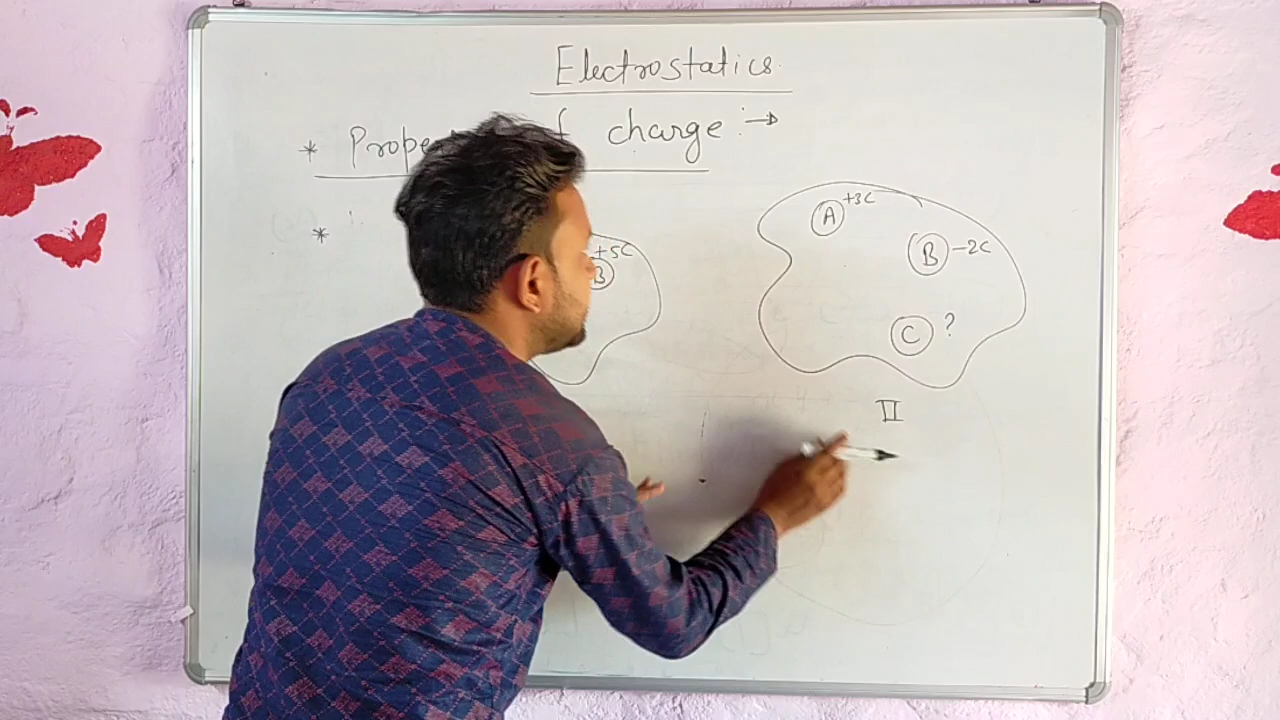 Electrostatics
* Prope f charge :→
*
+5C
B
A +3C
B -2C
C ?
II